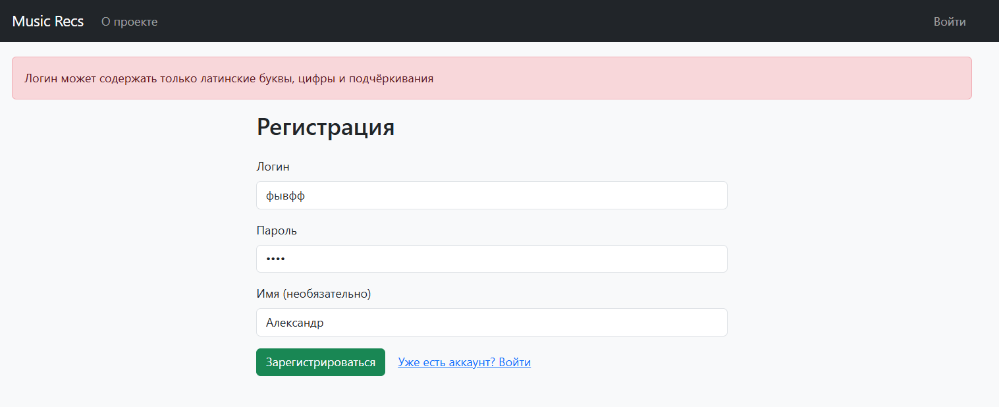 Music Recs О проекте Войти
Логин может содержать только латинские буквы, цифры и подчёркивания
Регистрация
Логин
фывфф
Пароль
••••
Имя (необязательно)
Александр
Зарегистрироваться Уже есть аккаунт? Войти